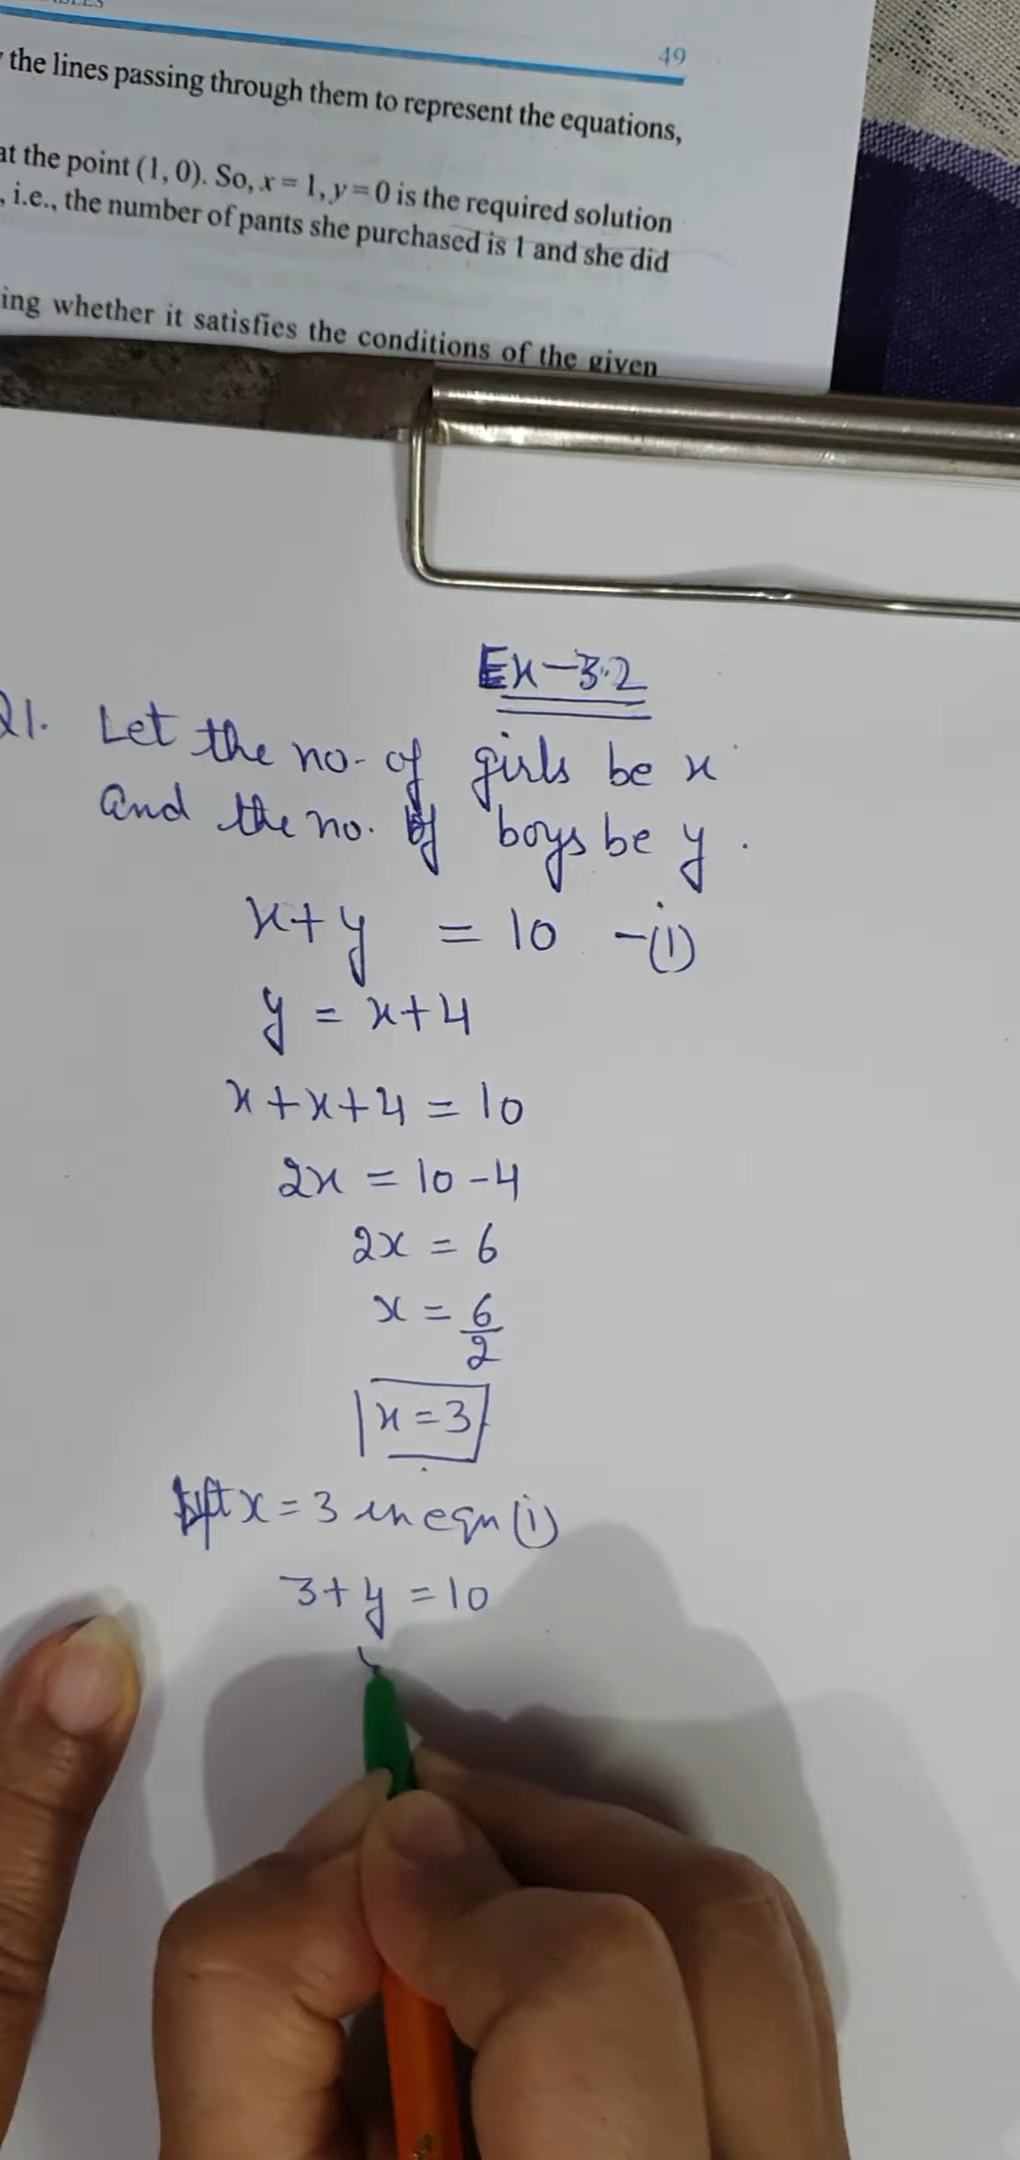 49
the lines passing through them to represent the equations,
at the point (1, 0). So, x = 1, y = 0 is the required solution
, i.e., the number of pants she purchased is 1 and she did
ing whether it satisfies the conditions of the given
Ex-3.2
Q1. Let the no. of girls be x
and the no. of boys be y.
x+y = 10 -(i)
y = x+4
x+x+4 = 10
2x = 10-4
2x = 6
x = 6/2
x = 3
x = 3 in eqn (i)
3+y = 10